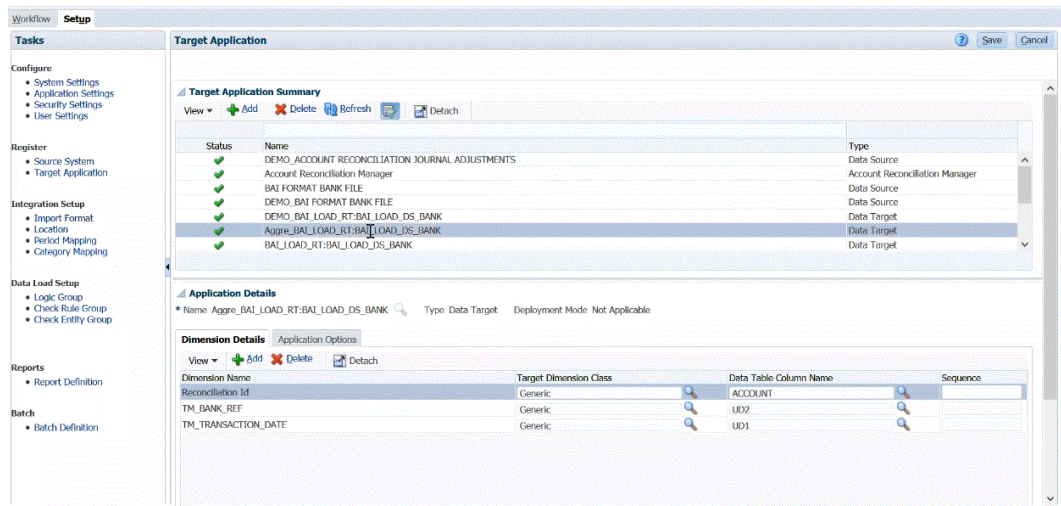 Workflow Setup
Tasks
Configure
System Settings
Application Settings
Security Settings
User Settings
Register
Source System
Target Application
Integration Setup
Import Format
Location
Period Mapping
Category Mapping
Data Load Setup
Logic Group
Check Rule Group
Check Entity Group
Reports
Report Definition
Batch
Batch Definition
Target Application ? Save Cancel
Target Application Summary
View Add Delete Refresh Detach
Status Name Type
DEMO_ACCOUNT RECONCILIATION JOURNAL ADJUSTMENTS Data Source
Account Reconciliation Manager Account Reconciliation Manager
BAI FORMAT BANK FILE Data Source
DEMO_BAI FORMAT BANK FILE Data Source
DEMO_BAI_LOAD_RT:BAI_LOAD_DS_BANK Data Target
Aggre_BAI_LOAD_RT:BAI_LOAD_DS_BANK Data Target
BAI_LOAD_RT:BAI_LOAD_DS_BANK Data Target
Application Details
* Name Aggre_BAI_LOAD_RT:BAI_LOAD_DS_BANK Type Data Target Deployment Mode Not Applicable
Dimension Details Application Options
View Add Delete Detach
Dimension Name Target Dimension Class Data Table Column Name Sequence
Reconciliation Id Generic ACCOUNT
TM_BANK_REF Generic UD2
TM_TRANSACTION_DATE Generic UD1